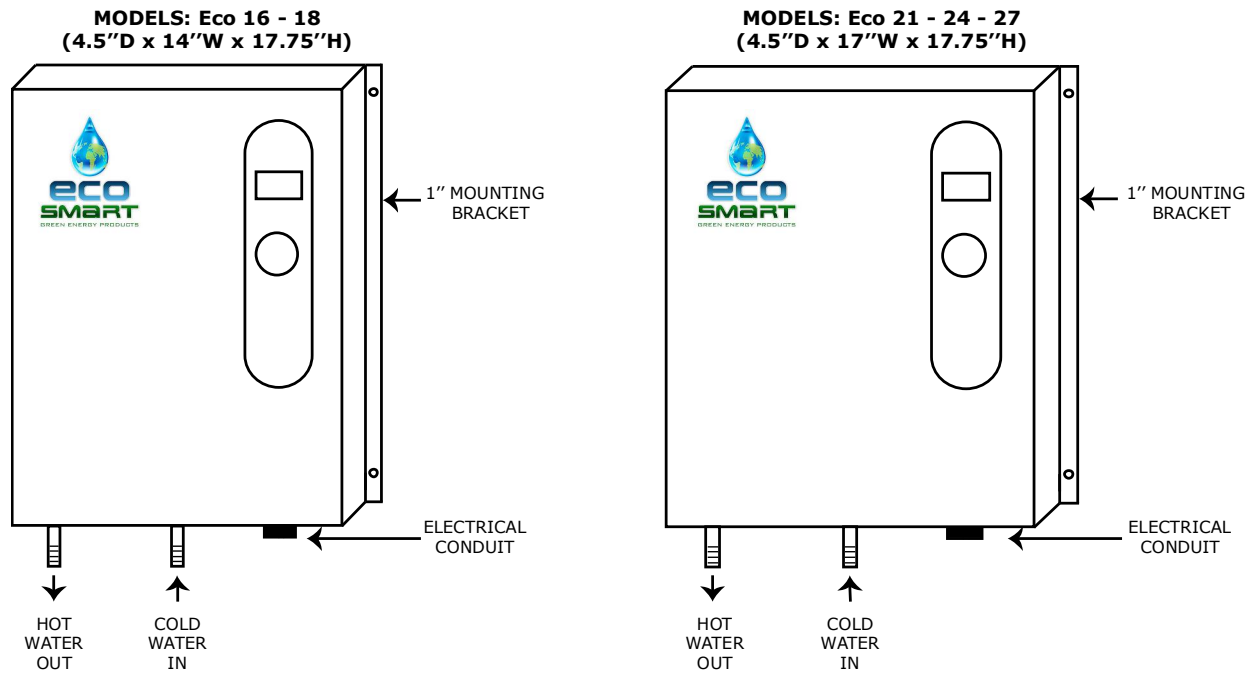 MODELS: Eco 16 - 18
(4.5’’D x 14’’W x 17.75’’H)
eco
SMART
GREEN ENERGY PRODUCTS
1’’ MOUNTING
BRACKET
ELECTRICAL
CONDUIT
HOT
WATER
OUT
COLD
WATER
IN
MODELS: Eco 21 - 24 - 27
(4.5’’D x 17’’W x 17.75’’H)
eco
SMART
GREEN ENERGY PRODUCTS
1’’ MOUNTING
BRACKET
ELECTRICAL
CONDUIT
HOT
WATER
OUT
COLD
WATER
IN